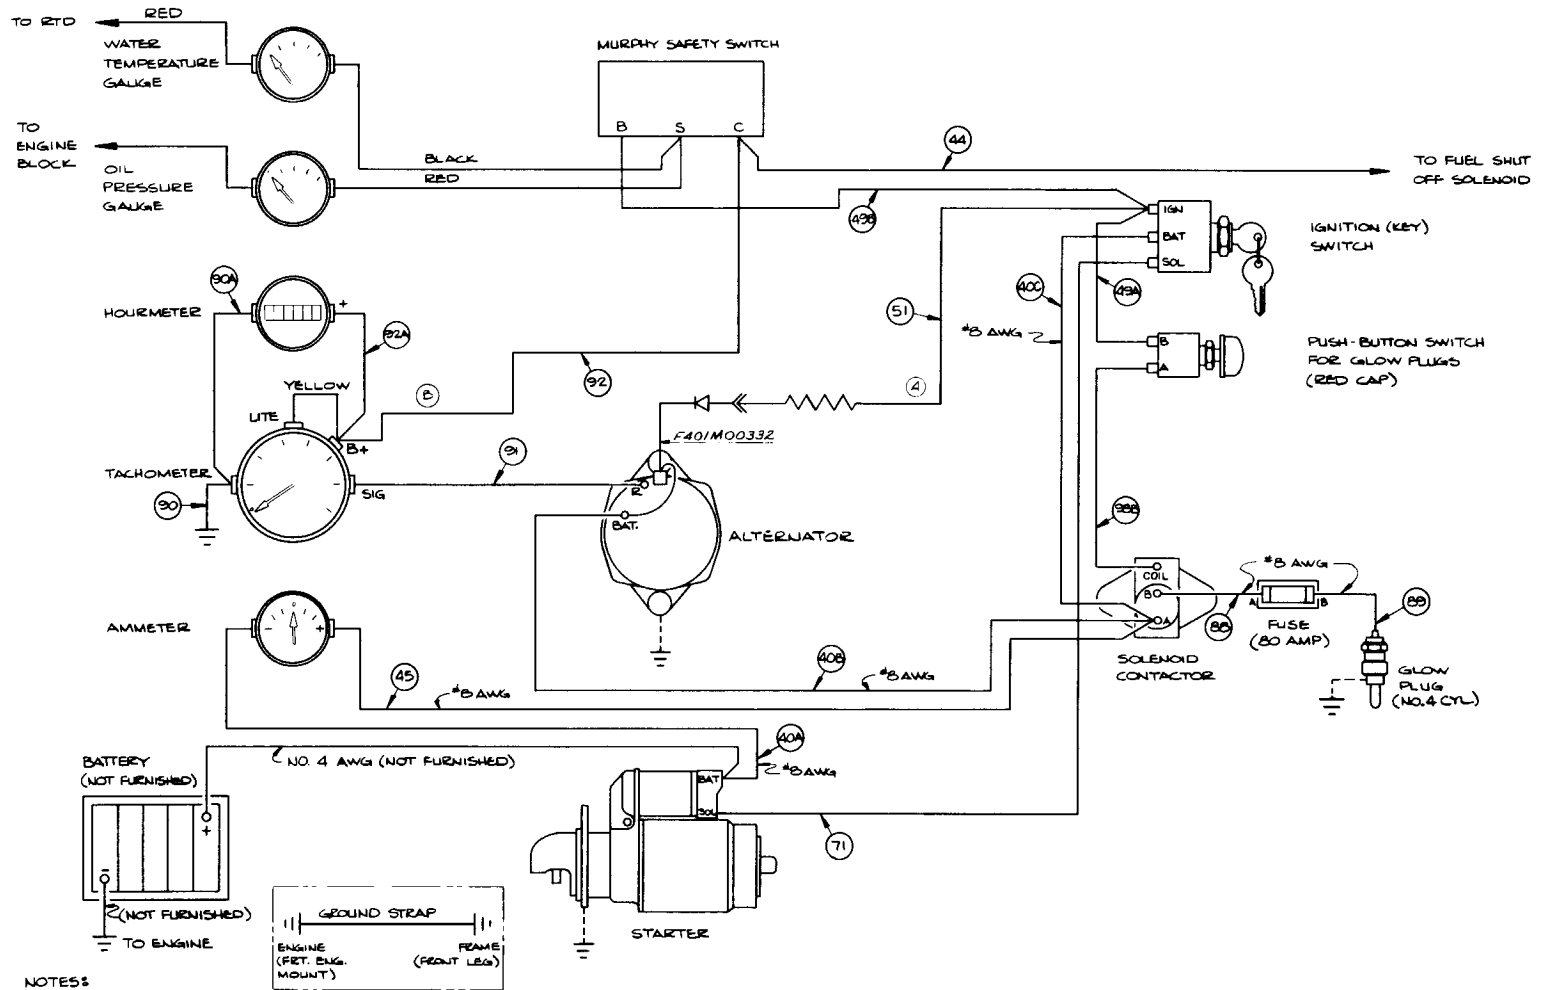 TO RTD
RED
WATER
TEMPERATURE
GAUGE
MURPHY SAFETY SWITCH
B S C
TO
ENGINE
BLOCK
OIL
PRESSURE
GAUGE
BLACK
RED
44
TO FUEL SHUT
OFF SOLENOID
49B
IGN
BAT
SOL
IGNITION (KEY)
SWITCH
90A
HOURMETER
+
92A
40C
49A
51
#8 AWG
B
A
PUSH-BUTTON SWITCH
FOR GLOW PLUGS
(RED CAP)
92
YELLOW
B
A
LITE
B+
F401M00332
TACHOMETER
SIG
91
R
BAT.
90
ALTERNATOR
98B
COIL
B
A
#8 AWG
A
B
88
FUSE
(80 AMP)
89
SOLENOID
CONTACTOR
GLOW
PLUG
(NO. 4 CYL)
AMMETER
-
0
+
45
#8 AWG
40B
#8 AWG
40A
#8 AWG
BATTERY
(NOT FURNISHED)
NO. 4 AWG (NOT FURNISHED)
BAT
SOL
71
+
-
(NOT FURNISHED)
TO ENGINE
GROUND STRAP
ENGINE
(FRT. ENG.
MOUNT)
FRAME
(FRONT LEG)
STARTER
NOTES: